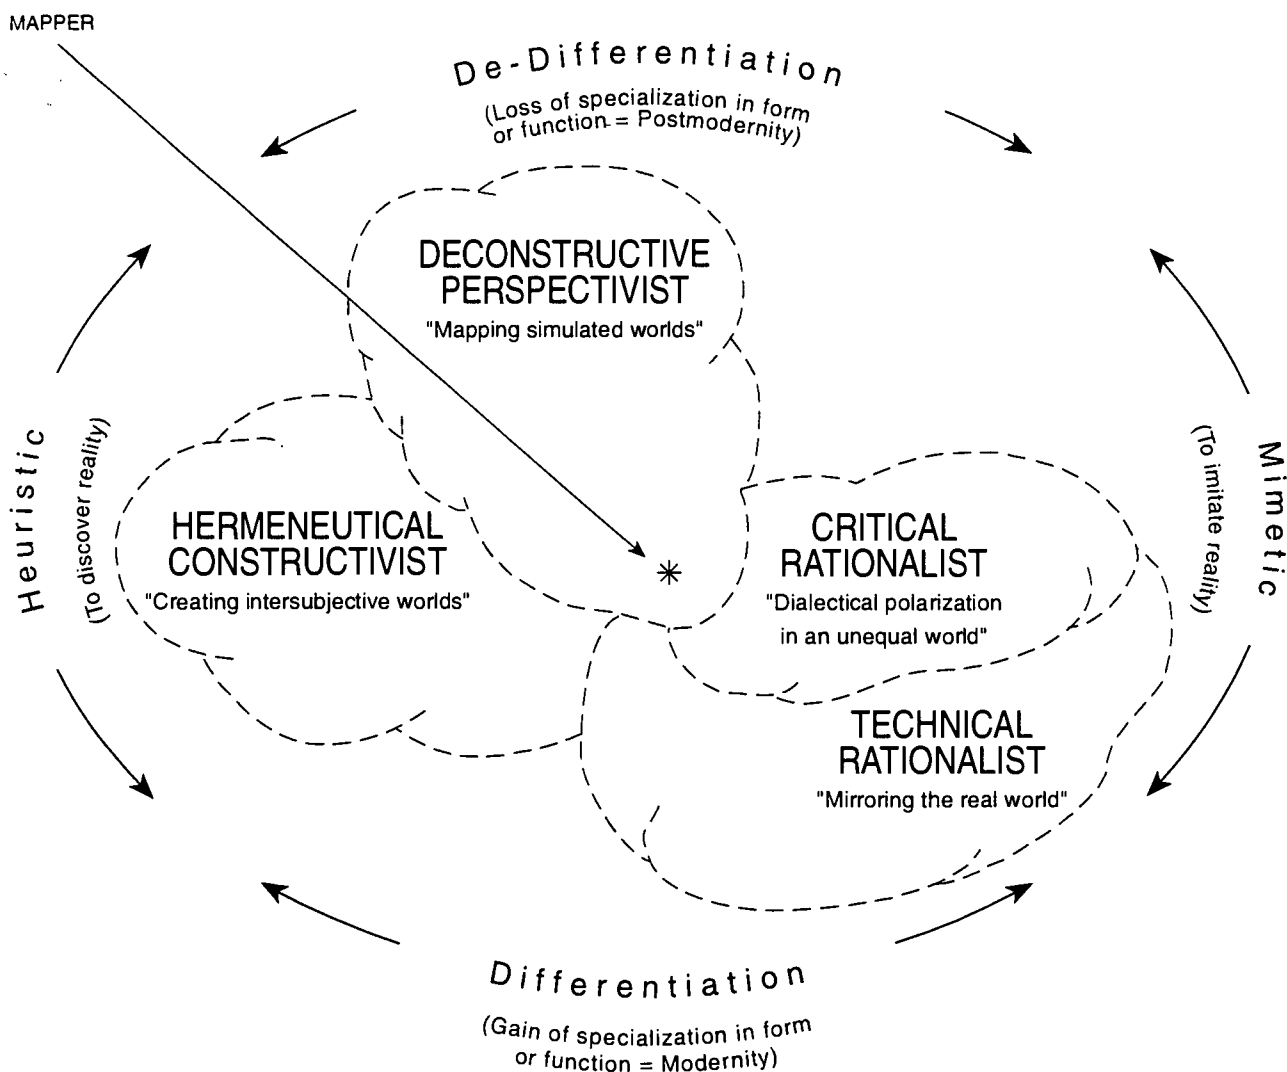 MAPPER
De-Differentiation
(Loss of specialization in form
or function = Postmodernity)
DECONSTRUCTIVE
PERSPECTIVIST
"Mapping simulated worlds"
Heuristic
(To discover reality)
HERMENEUTICAL
CONSTRUCTIVIST
"Creating intersubjective worlds"
CRITICAL
RATIONALIST
"Dialectical polarization
in an unequal world"
Mimetic
(To imitate reality)
TECHNICAL
RATIONALIST
"Mirroring the real world"
Differentiation
(Gain of specialization in form
or function = Modernity)